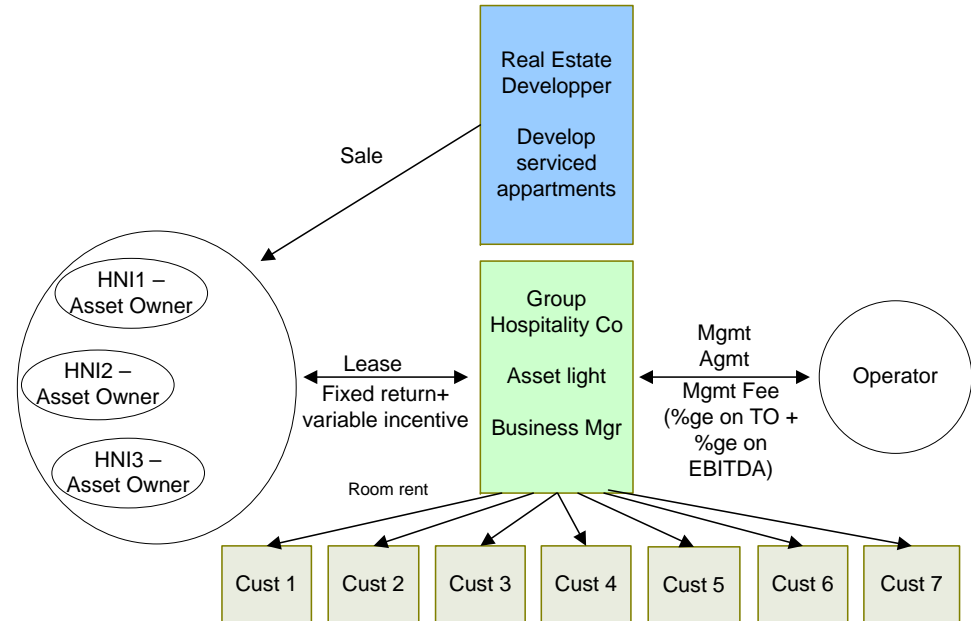 Real Estate
Developper
Develop
serviced
appartments
Sale
HNI1 –
Asset Owner
HNI2 –
Asset Owner
HNI3 –
Asset Owner
Lease
Fixed return+
variable incentive
Group
Hospitality Co
Asset light
Business Mgr
Mgmt
Agmt
Mgmt Fee
(%ge on TO +
%ge on
EBITDA)
Operator
Room rent
Cust 1
Cust 2
Cust 3
Cust 4
Cust 5
Cust 6
Cust 7